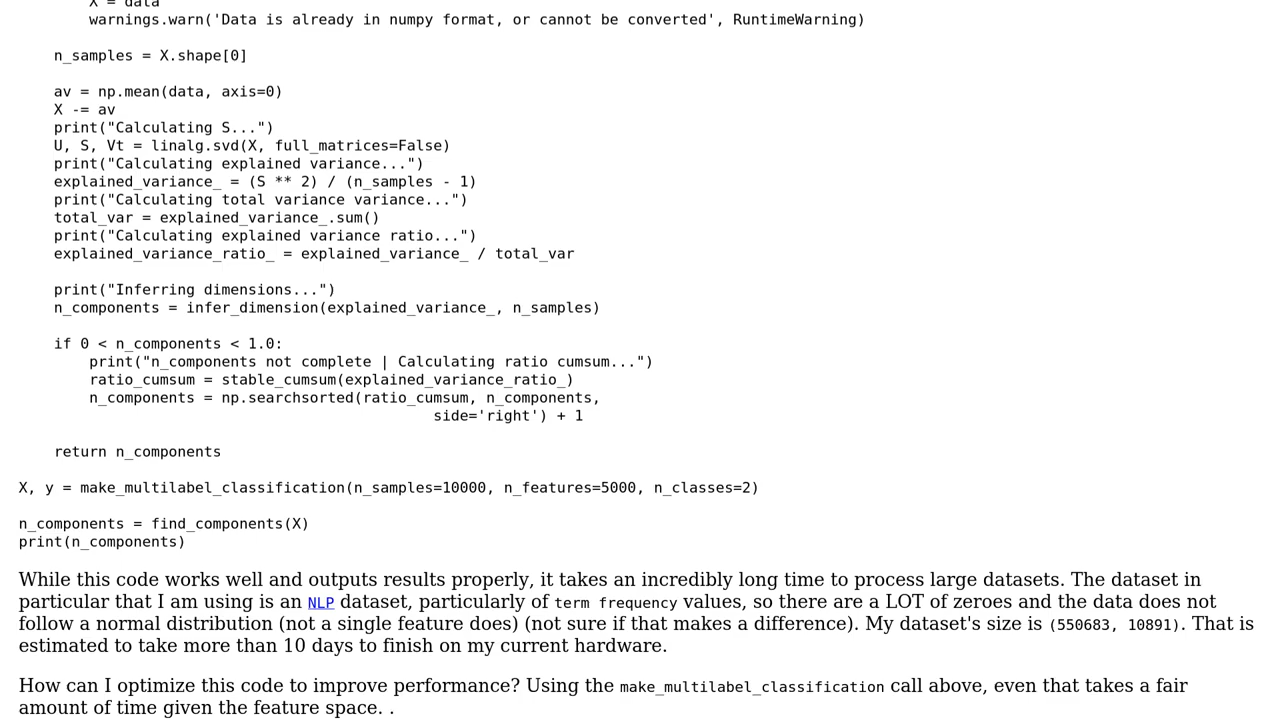 X = data
warnings.warn('Data is already in numpy format, or cannot be converted', RuntimeWarning)
n_samples = X.shape[0]
av = np.mean(data, axis=0)
X -= av
print("Calculating S...")
U, S, Vt = linalg.svd(X, full_matrices=False)
print("Calculating explained variance...")
explained_variance_ = (S ** 2) / (n_samples - 1)
print("Calculating total variance variance...")
total_var = explained_variance_.sum()
print("Calculating explained variance ratio...")
explained_variance_ratio_ = explained_variance_ / total_var
print("Inferring dimensions...")
n_components = infer_dimension(explained_variance_, n_samples)
if 0 < n_components < 1.0:
print("n_components not complete | Calculating ratio cumsum...")
ratio_cumsum = stable_cumsum(explained_variance_ratio_)
n_components = np.searchsorted(ratio_cumsum, n_components,
side='right') + 1
return n_components
X, y = make_multilabel_classification(n_samples=10000, n_features=5000, n_classes=2)
n_components = find_components(X)
print(n_components)
While this code works well and outputs results properly, it takes an incredibly long time to process large datasets. The dataset in
particular that I am using is an NLP dataset, particularly of term frequency values, so there are a LOT of zeroes and the data does not
follow a normal distribution (not a single feature does) (not sure if that makes a difference). My dataset's size is (550683, 10891). That is
estimated to take more than 10 days to finish on my current hardware.
How can I optimize this code to improve performance? Using the make_multilabel_classification call above, even that takes a fair
amount of time given the feature space. .